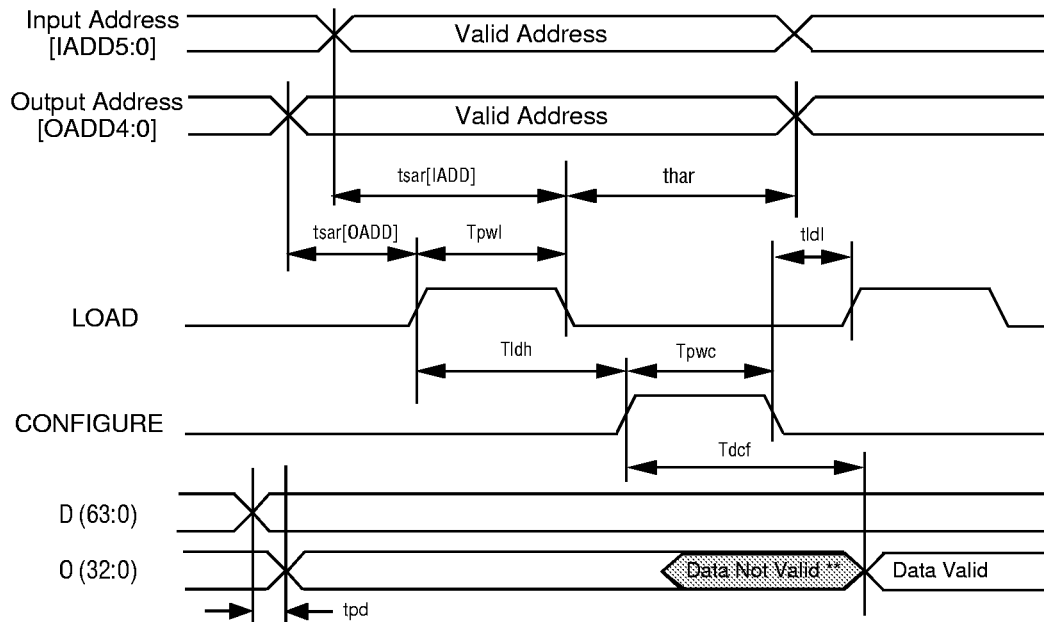 Input Address
[IADD5:0]
Valid Address
Output Address
[OADD4:0]
Valid Address
tsar[IADD]
thar
tsar[OADD]
Tpwl
tldl
LOAD
Tldh
Tpwc
CONFIGURE
Tdcf
D (63:0)
O (32:0)
Data Not Valid **
Data Valid
tpd